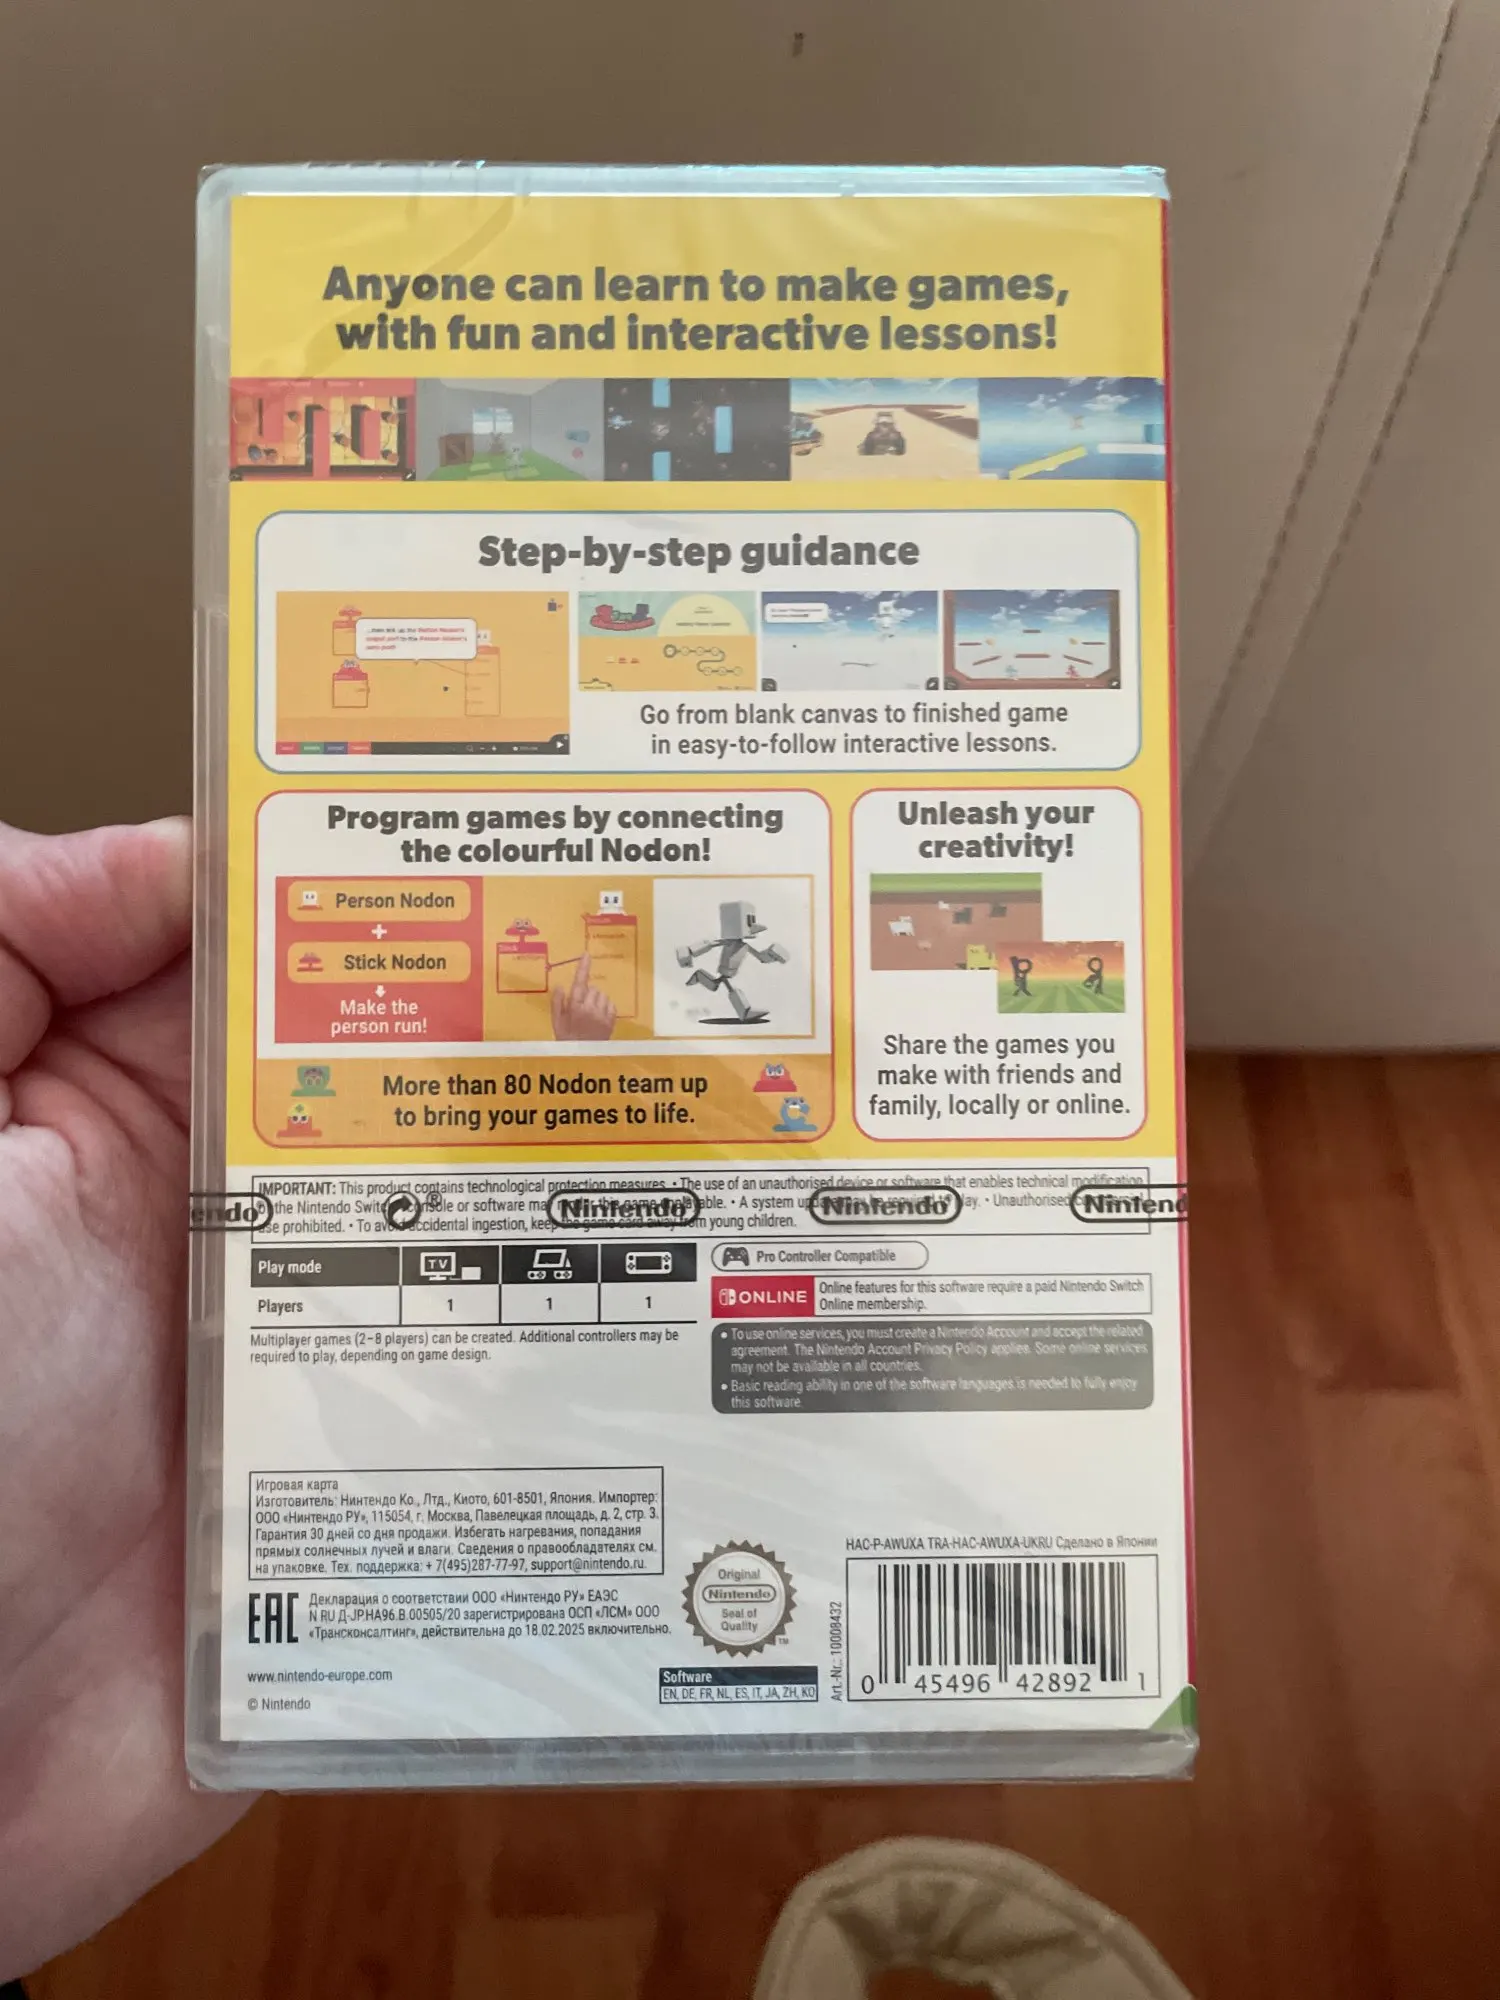 Anyone can learn to make games,
with fun and interactive lessons!
Step-by-step guidance
Go from blank canvas to finished game
in easy-to-follow interactive lessons.
Program games by connecting
the colourful Nodon!
Person Nodon
+
Stick Nodon
Make the
person run!
More than 80 Nodon team up
to bring your games to life.
Unleash your
creativity!
Share the games you
make with friends and
family, locally or online.
IMPORTANT: This product contains technological protection measures. • The use of an unauthorised device or software that enables technical modification
the Nintendo Switch console or software may render this game unplayable. • A system update may be required to play. • Unauthorised commercial
use prohibited. • To avoid accidental ingestion, keep the game card away from young children.
endo ® Nintendo Nintendo Nintend
Play mode TV
Players 1 1 1
Multiplayer games (2–8 players) can be created. Additional controllers may be
required to play, depending on game design.
Pro Controller Compatible
ONLINE
Online features for this software require a paid Nintendo Switch
Online membership.
• To use online services, you must create a Nintendo Account and accept the related
agreement. The Nintendo Account Privacy Policy applies. Some online services
may not be available in all countries.
• Basic reading ability in one of the software languages is needed to fully enjoy
this software.
Игровая карта
Изготовитель: Нинтендо Ко., Лтд., Киото, 601-8501, Япония. Импортер:
ООО «Нинтендо РУ», 115054, г. Москва, Павелецкая площадь, д. 2, стр. 3.
Гарантия 30 дней со дня продажи. Избегать нагревания, попадания
прямых солнечных лучей и влаги. Сведения о правообладателях см.
на упаковке. Тех. поддержка: + 7(495)287-77-97, support@nintendo.ru.
EAC
Декларация о соответствии ООО «Нинтендо РУ» ЕАЭС
N RU Д-JP.HA96.B.00505/20 зарегистрирована ОСП «ЛСМ» ООО
«Трансконсалтинг», действительна до 18.02.2025 включительно.
www.nintendo-europe.com
© Nintendo
Original
Nintendo
Seal of
Quality
TM
Software
EN, DE, FR, NL, ES, IT, JA, ZH, KO
HAC-P-AWUXA TRA-HAC-AWUXA-UKRU Сделано в Японии
Art.-Nr.: 10008432
0 45496 42892 1